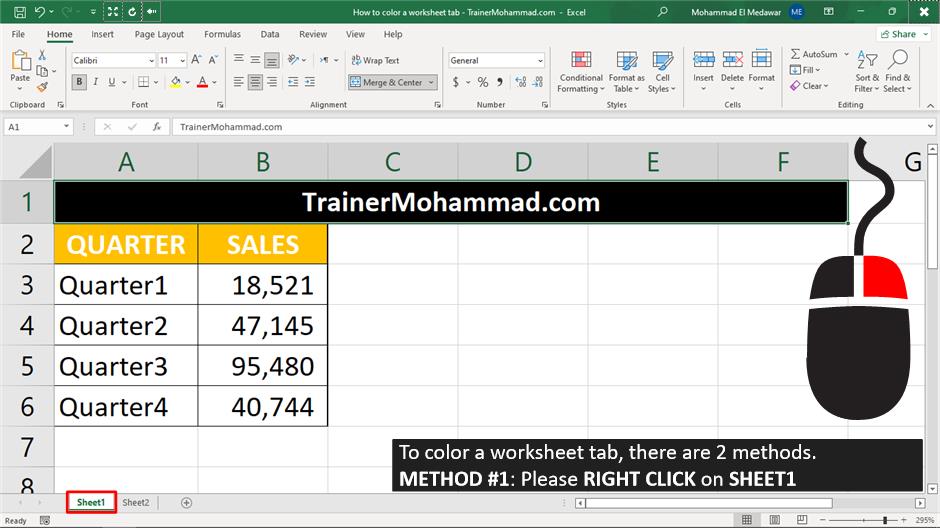 How to color a worksheet tab - TrainerMohammad.com - Excel
Mohammad El Medawar ME
File Home Insert Page Layout Formulas Data Review View Help Share
Paste
Clipboard
Calibri 11 A A
B I U A
Font
Wrap Text
Merge & Center
Alignment
General
$ % ,
Number
Conditional Formatting
Format as Table
Cell Styles
Styles
Insert Delete Format
Cells
AutoSum
Fill
Clear
Sort & Filter
Find & Select
Editing
A1 fx TrainerMohammad.com
A B C D E F G
1 TrainerMohammad.com
2 QUARTER SALES
3 Quarter1 18,521
4 Quarter2 47,145
5 Quarter3 95,480
6 Quarter4 40,744
7
8
To color a worksheet tab, there are 2 methods.
METHOD #1: Please RIGHT CLICK on SHEET1
Sheet1 Sheet2
Ready 295%